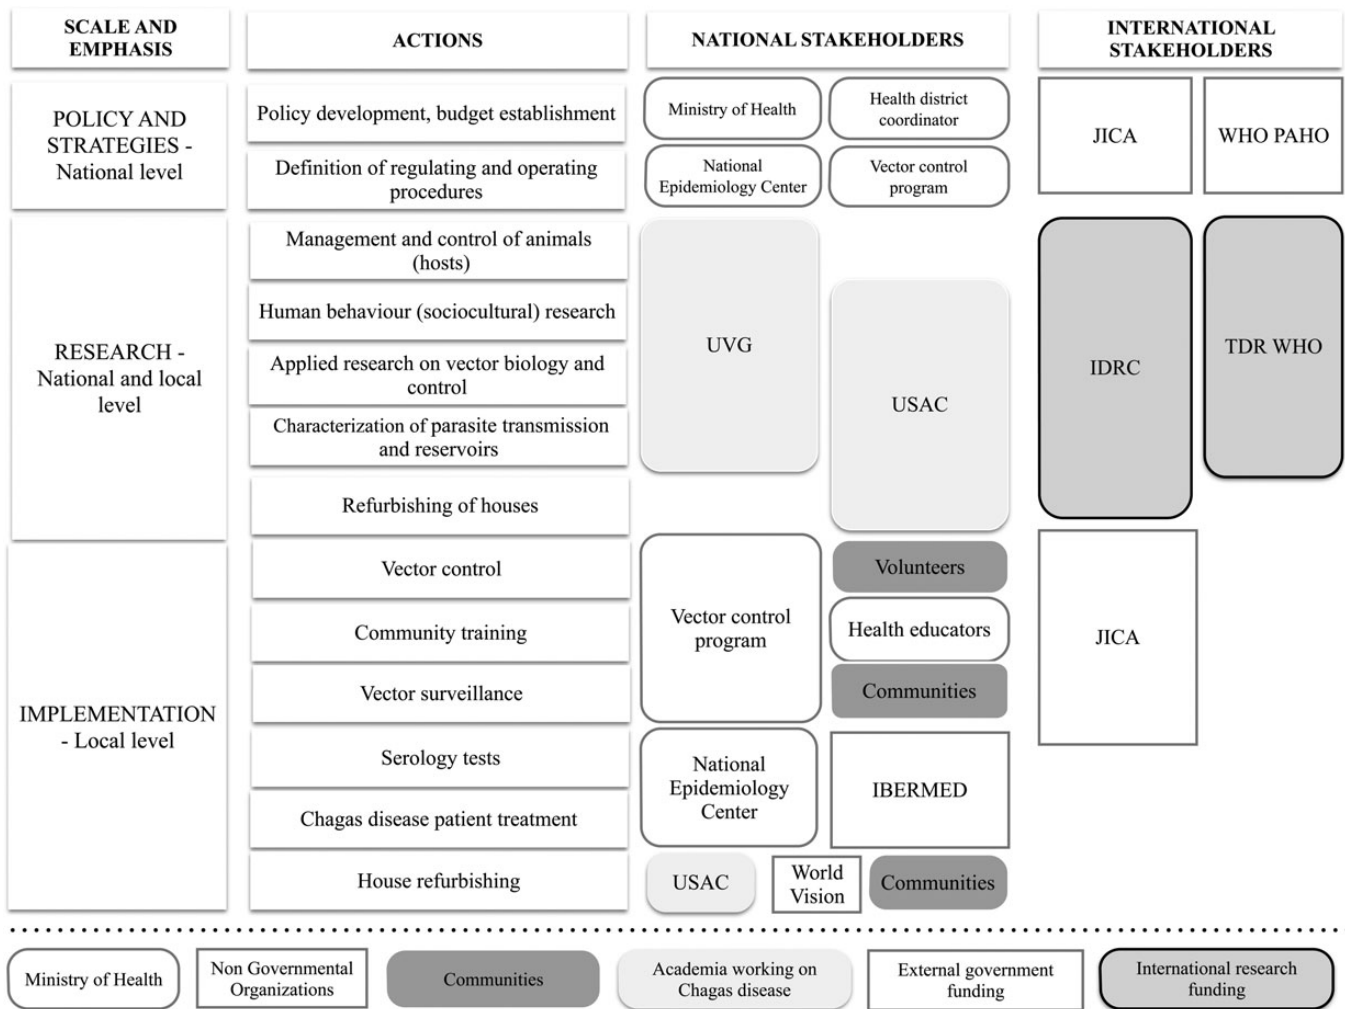 SCALE AND
EMPHASIS
ACTIONS
NATIONAL STAKEHOLDERS
INTERNATIONAL
STAKEHOLDERS
POLICY AND
STRATEGIES -
National level
Policy development, budget establishment
Ministry of Health
Health district
coordinator
JICA
WHO PAHO
Definition of regulating and operating
procedures
National
Epidemiology Center
Vector control
program
RESEARCH -
National and local
level
Management and control of animals
(hosts)
Human behaviour (sociocultural) research
Applied research on vector biology and
control
Characterization of parasite transmission
and reservoirs
Refurbishing of houses
UVG
USAC
IDRC
TDR WHO
IMPLEMENTATION
- Local level
Vector control
Community training
Vector surveillance
Serology tests
Chagas disease patient treatment
House refurbishing
Vector control
program
Volunteers
Health educators
Communities
JICA
National
Epidemiology
Center
IBERMED
USAC
World
Vision
Communities
Ministry of Health
Non Governmental
Organizations
Communities
Academia working on
Chagas disease
External government
funding
International research
funding